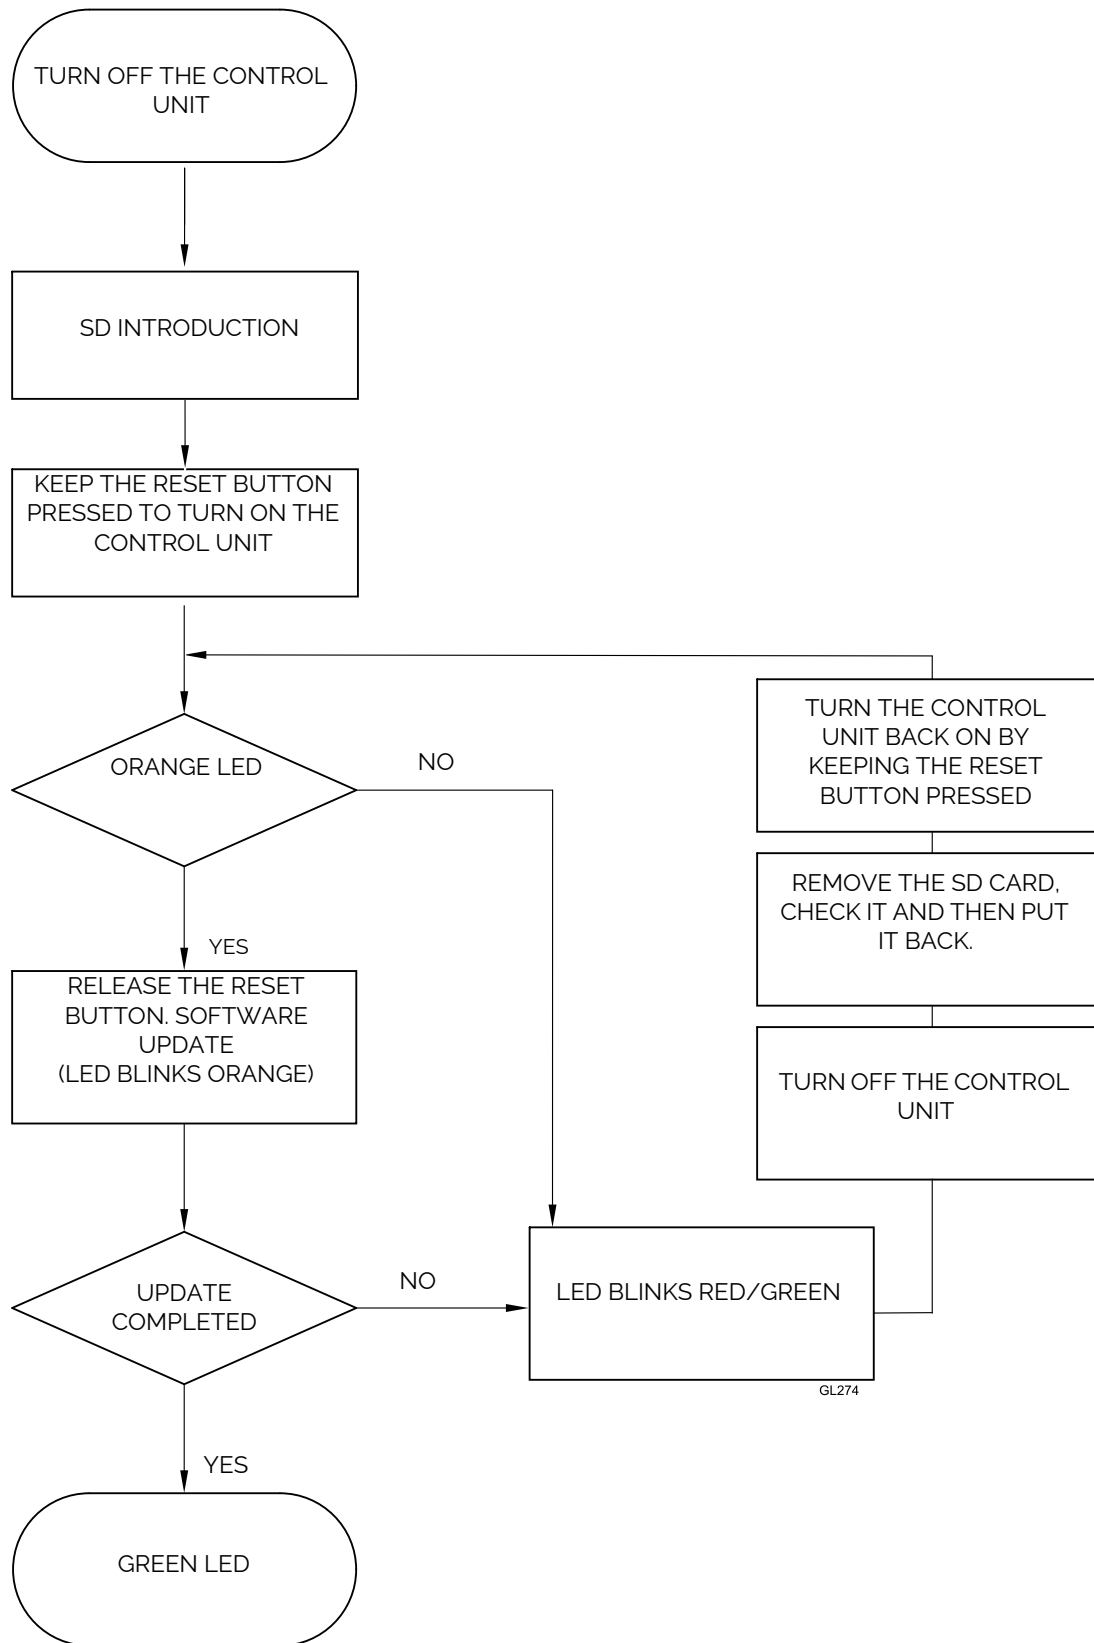 TURN OFF THE CONTROL
UNIT
SD INTRODUCTION
KEEP THE RESET BUTTON
PRESSED TO TURN ON THE
CONTROL UNIT
ORANGE LED
NO
YES
RELEASE THE RESET
BUTTON. SOFTWARE
UPDATE
(LED BLINKS ORANGE)
UPDATE
COMPLETED
NO
YES
GREEN LED
LED BLINKS RED/GREEN
GL274
TURN OFF THE CONTROL
UNIT
REMOVE THE SD CARD,
CHECK IT AND THEN PUT
IT BACK.
TURN THE CONTROL
UNIT BACK ON BY
KEEPING THE RESET
BUTTON PRESSED